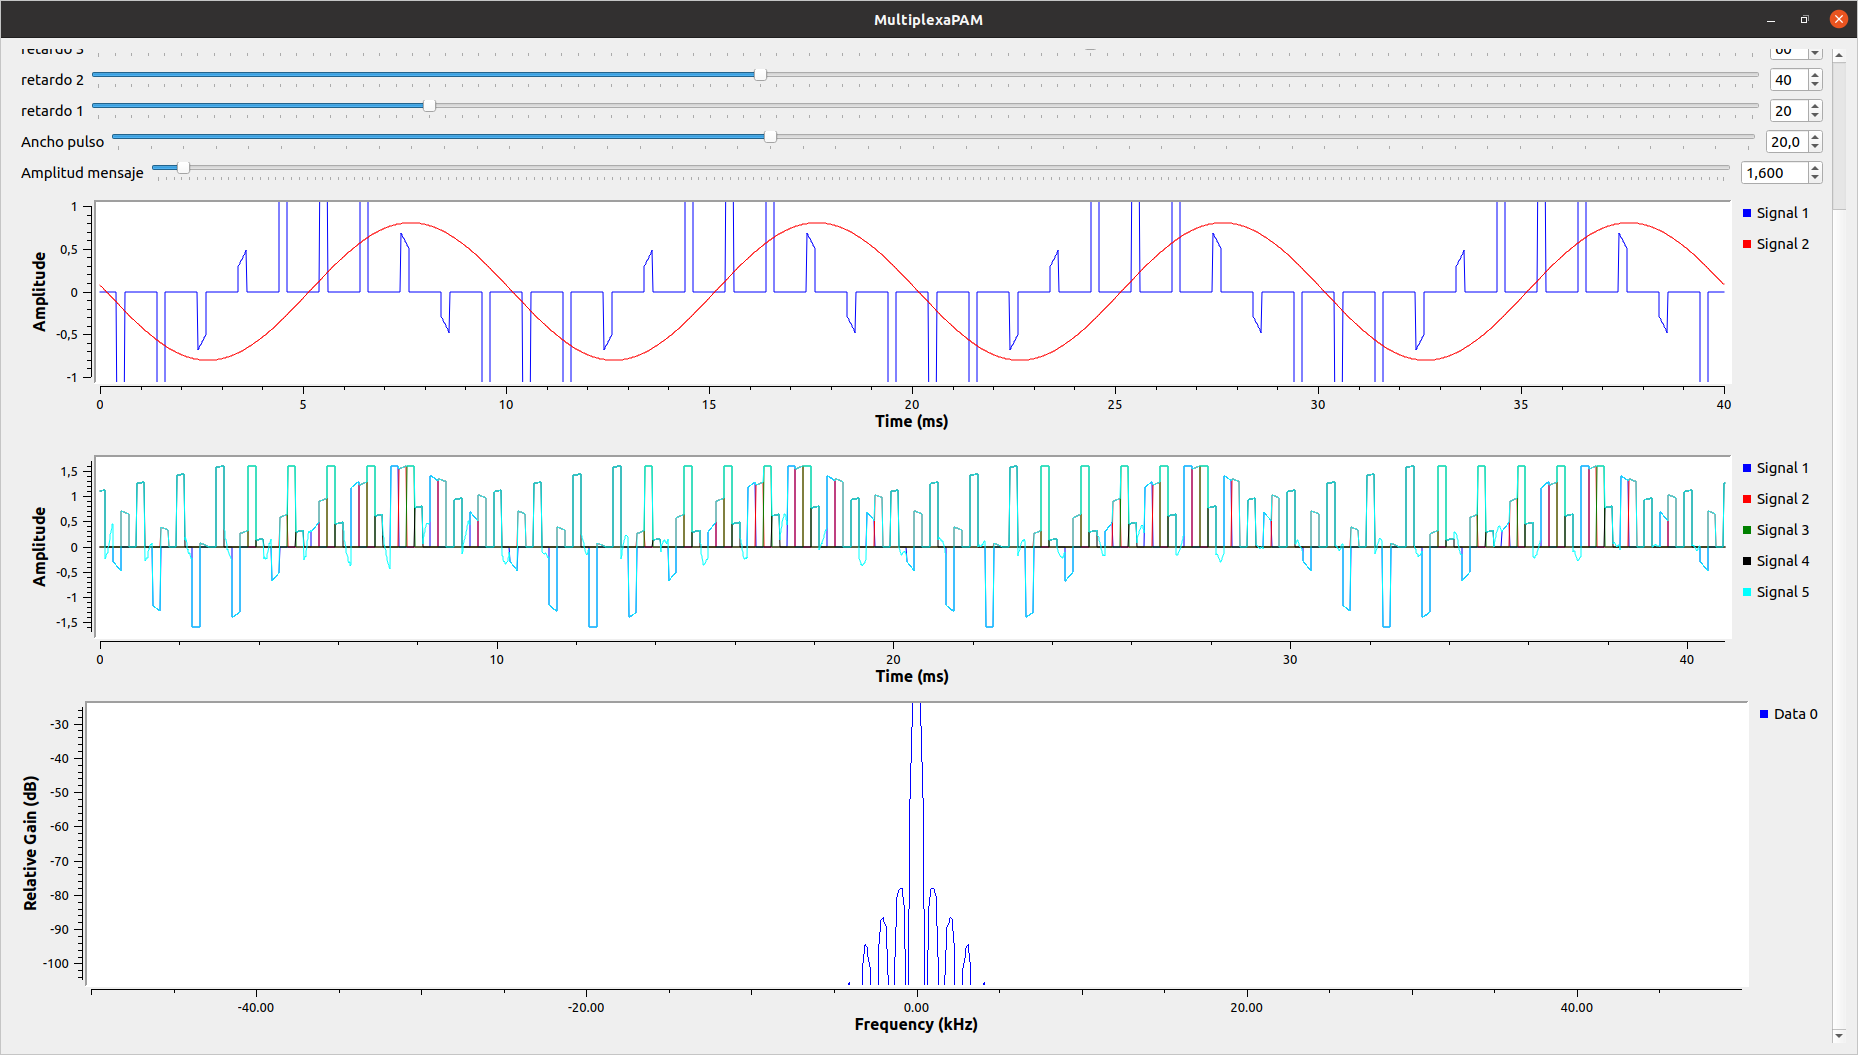 MultiplexaPAM
retardo 3 60
retardo 2 40
retardo 1 20
Ancho pulso 20,0
Amplitud mensaje 1,600
Amplitude
1
0,5
0
-0,5
-1
0 5 10 15 20 25 30 35 40
Time (ms)
Signal 1
Signal 2
Amplitude
1,5
1
0,5
0
-0,5
-1
-1,5
0 10 20 30 40
Time (ms)
Signal 1
Signal 2
Signal 3
Signal 4
Signal 5
Relative Gain (dB)
-30
-40
-50
-60
-70
-80
-90
-100
-40.00 -20.00 0.00 20.00 40.00
Frequency (kHz)
Data 0